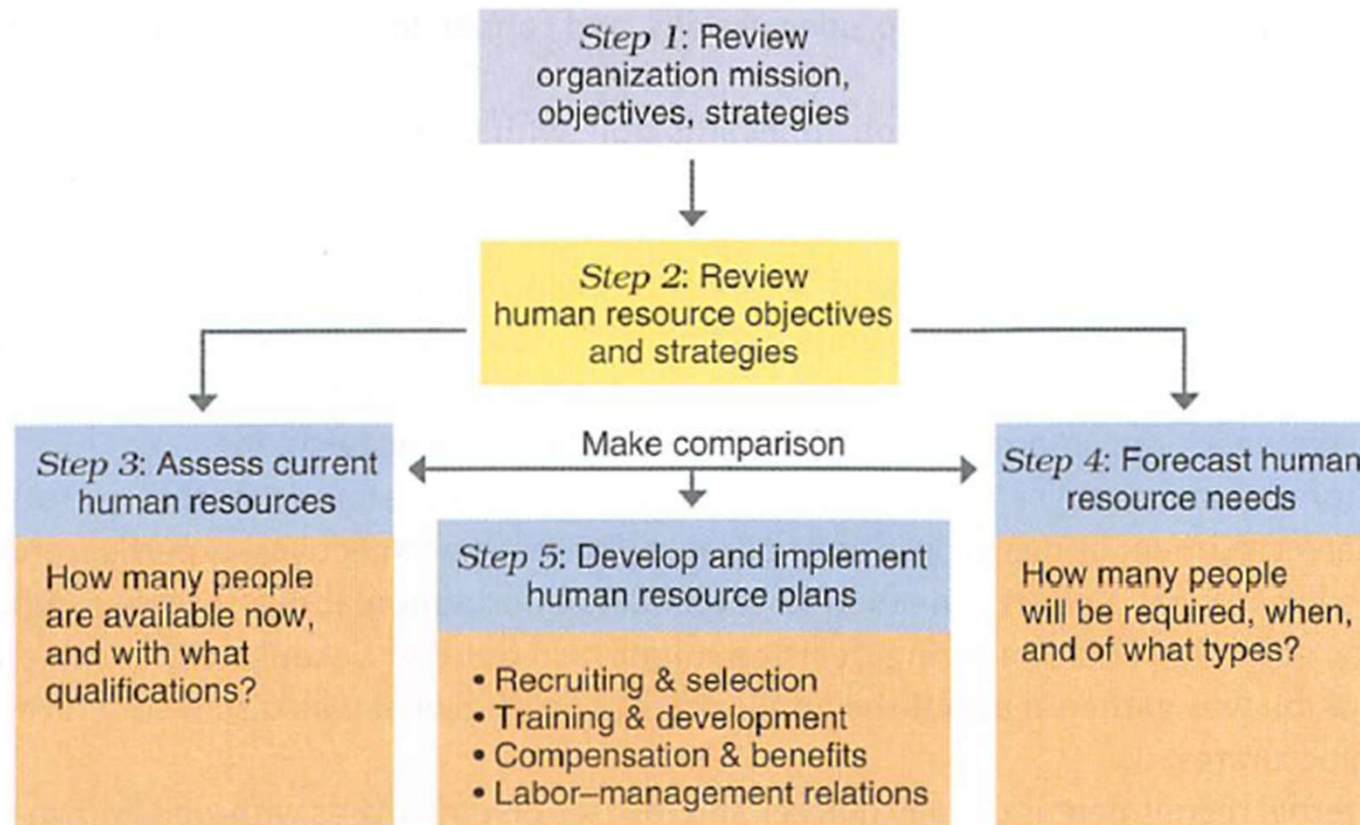 Step 1: Review
organization mission,
objectives, strategies
Step 2: Review
human resource objectives
and strategies
Make comparison
Step 3: Assess current
human resources
How many people
are available now,
and with what
qualifications?
Step 4: Forecast human
resource needs
How many people
will be required, when,
and of what types?
Step 5: Develop and implement
human resource plans
• Recruiting & selection
• Training & development
• Compensation & benefits
• Labor–management relations